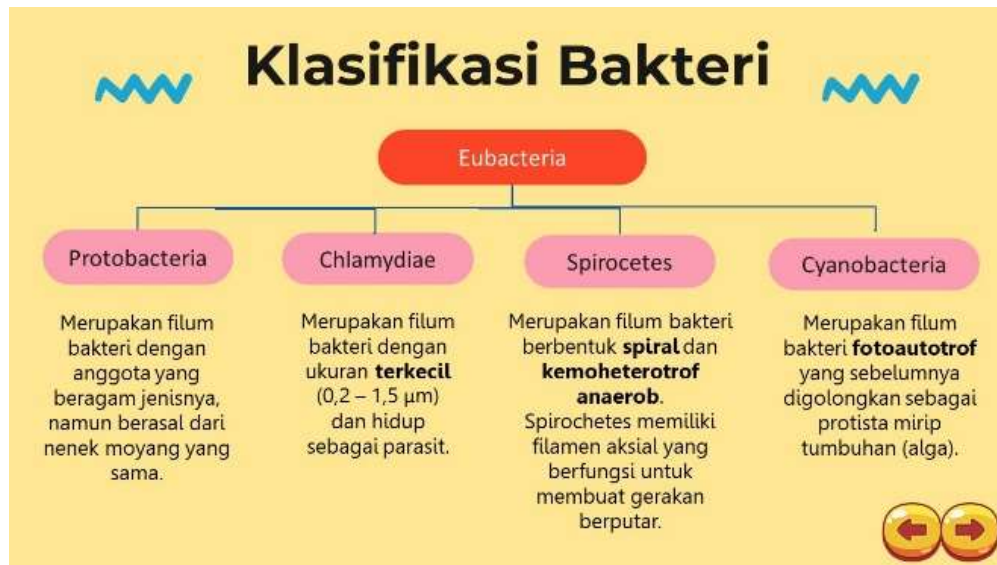 Klasifikasi Bakteri
Eubacteria
Protobacteria
Merupakan filum
bakteri dengan
anggota yang
beragam jenisnya,
namun berasal dari
nenek moyang yang
sama.
Chlamydiae
Merupakan filum
bakteri dengan
ukuran terkecil
(0,2 – 1,5 µm)
dan hidup
sebagai parasit.
Spirocetes
Merupakan filum bakteri
berbentuk spiral dan
kemoheterotrof
anaerob.
Spirochetes memiliki
filamen aksial yang
berfungsi untuk
membuat gerakan
berputar.
Cyanobacteria
Merupakan filum
bakteri fotoautotrof
yang sebelumnya
digolongkan sebagai
protista mirip
tumbuhan (alga).